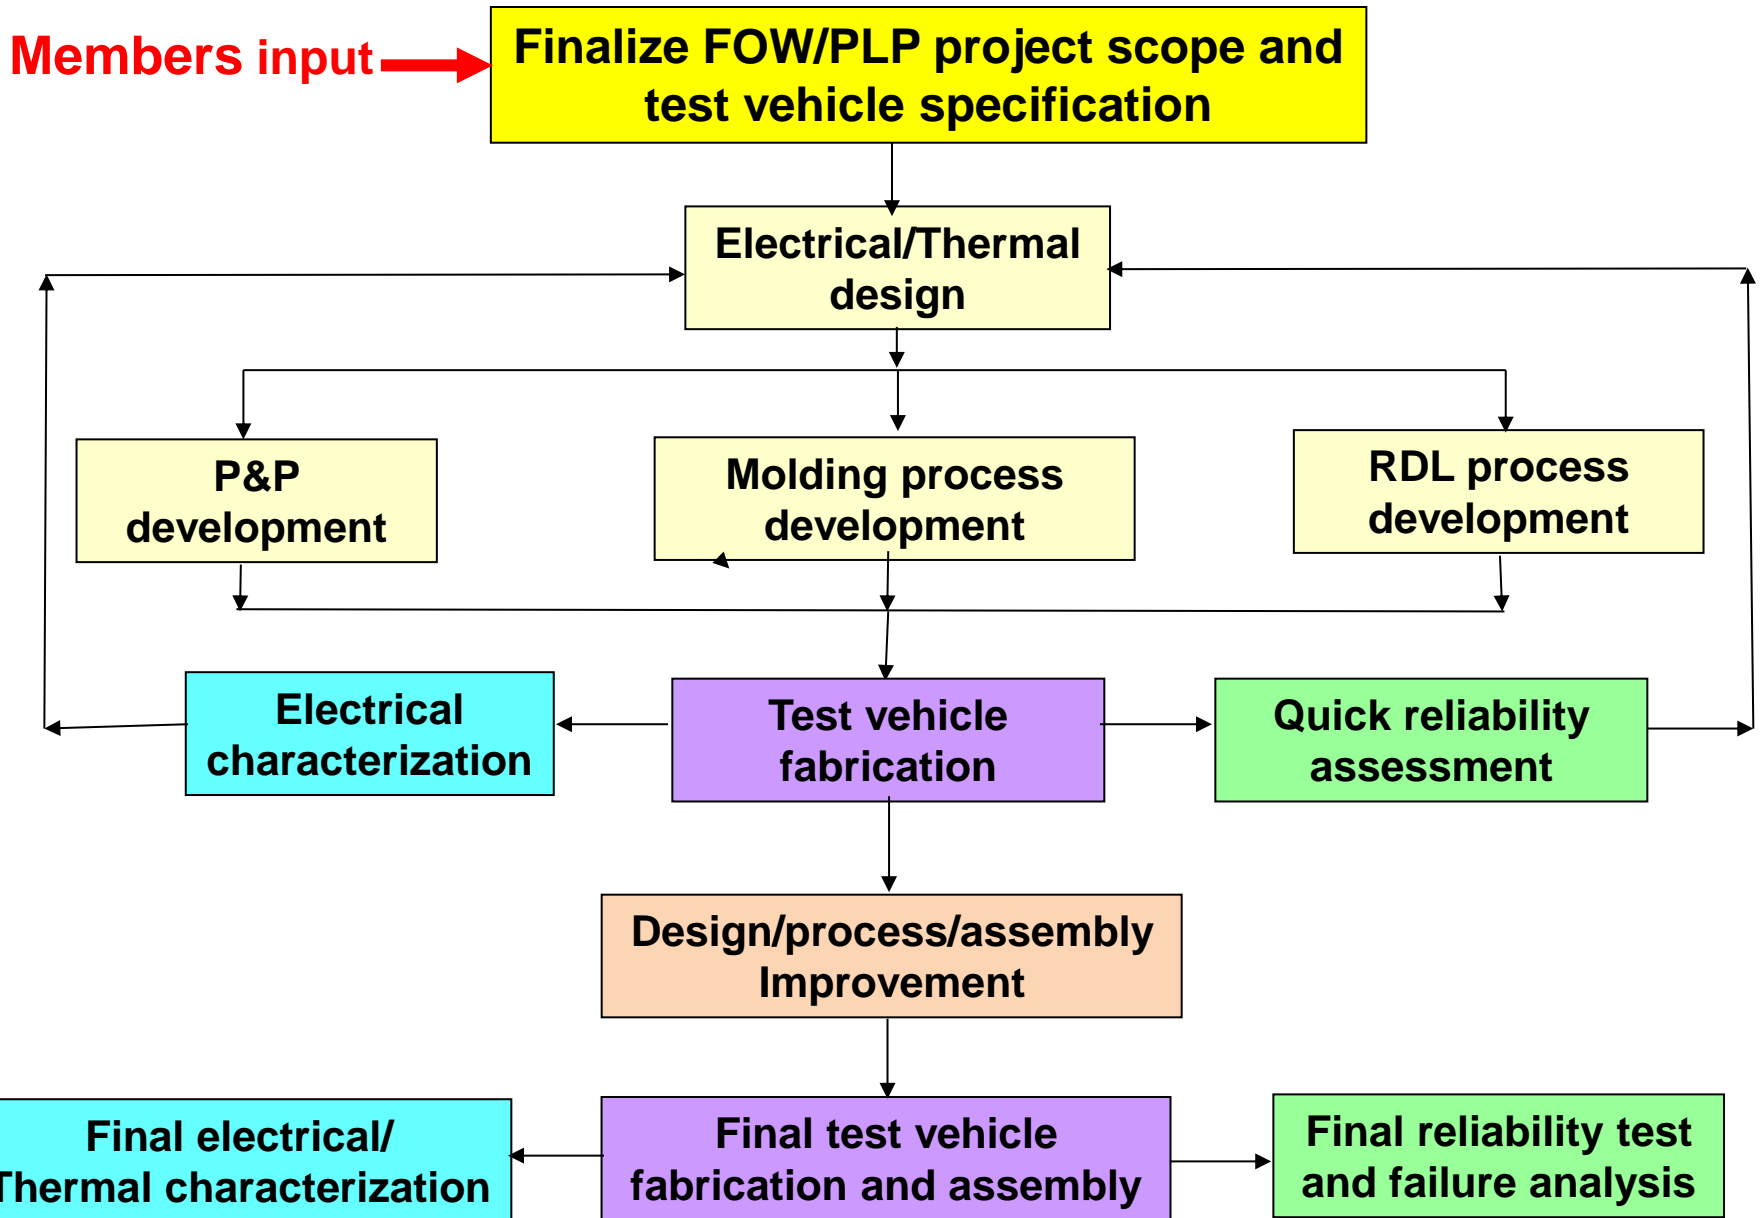 Members input
Finalize FOW/PLP project scope and
test vehicle specification
Electrical/Thermal
design
P&P
development
Molding process
development
RDL process
development
Electrical
characterization
Test vehicle
fabrication
Quick reliability
assessment
Design/process/assembly
Improvement
Final electrical/
Thermal characterization
Final test vehicle
fabrication and assembly
Final reliability test
and failure analysis